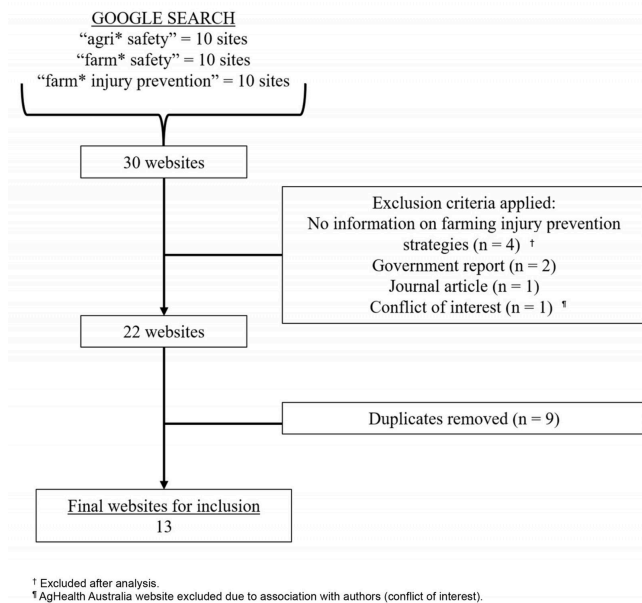 GOOGLE SEARCH
“agri* safety” = 10 sites
“farm* safety” = 10 sites
“farm* injury prevention” = 10 sites
30 websites
Exclusion criteria applied:
No information on farming injury prevention
strategies (n = 4) †
Government report (n = 2)
Journal article (n = 1)
Conflict of interest (n = 1) ¶
22 websites
Duplicates removed (n = 9)
Final websites for inclusion
13
† Excluded after analysis.
¶ AgHealth Australia website excluded due to association with authors (conflict of interest).